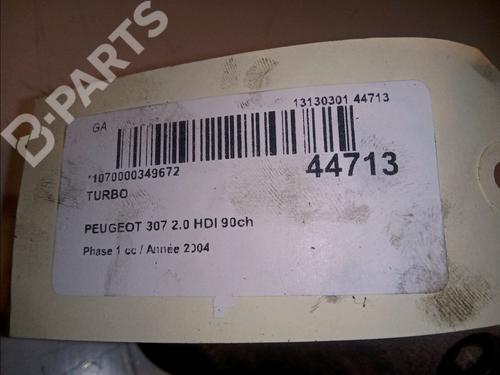 B-PARTS
GA
13130301 44713
*1070000349672
44713
TURBO
PEUGEOT 307 2.0 HDI 90ch
Phase 1 cc / Année 2004